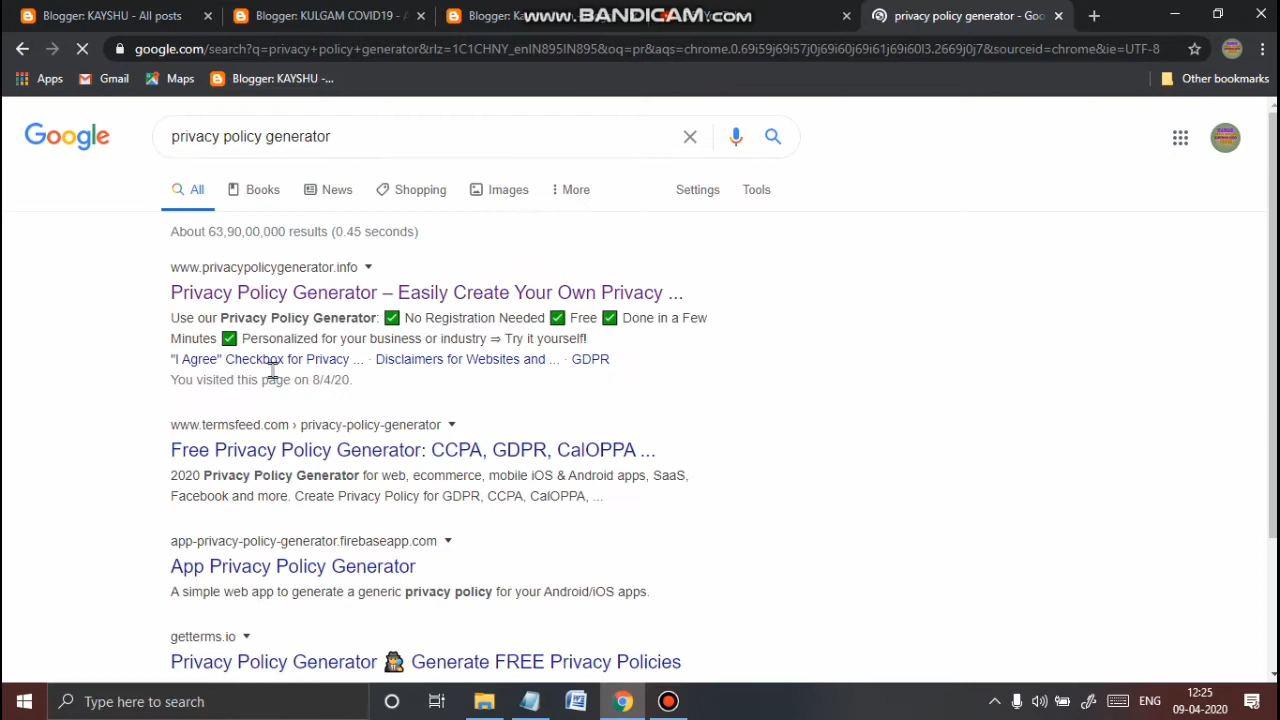 Blogger: KAYSHU - All posts
Blogger: KULGAM COVID19 -
Blogger: Ka
www.BANDICAM.com
privacy policy generator - Goo
google.com/search?q=privacy+policy+generator&rlz=1C1CHNY_enIN895IN895&oq=pr&aqs=chrome.0.69i59j69i57j0j69i60j69i61j69i60l3.2669j0j7&sourceid=chrome&ie=UTF-8
Apps
Gmail
Maps
Blogger: KAYSHU -...
Other bookmarks
Google
privacy policy generator
All
Books
News
Shopping
Images
More
Settings
Tools
About 63,90,00,000 results (0.45 seconds)
www.privacypolicygenerator.info
Privacy Policy Generator – Easily Create Your Own Privacy ...
Use our Privacy Policy Generator: ✅ No Registration Needed ✅ Free ✅ Done in a Few
Minutes ✅ Personalized for your business or industry ⇒ Try it yourself!
"I Agree" Checkbox for Privacy ... · Disclaimers for Websites and ... · GDPR
You visited this page on 8/4/20.
www.termsfeed.com › privacy-policy-generator
Free Privacy Policy Generator: CCPA, GDPR, CalOPPA ...
2020 Privacy Policy Generator for web, ecommerce, mobile iOS & Android apps, SaaS,
Facebook and more. Create Privacy Policy for GDPR, CCPA, CalOPPA, ...
app-privacy-policy-generator.firebaseapp.com
App Privacy Policy Generator
A simple web app to generate a generic privacy policy for your Android/iOS apps.
getterms.io
Privacy Policy Generator 🕵 Generate FREE Privacy Policies
Type here to search
ENG
12:25
09-04-2020